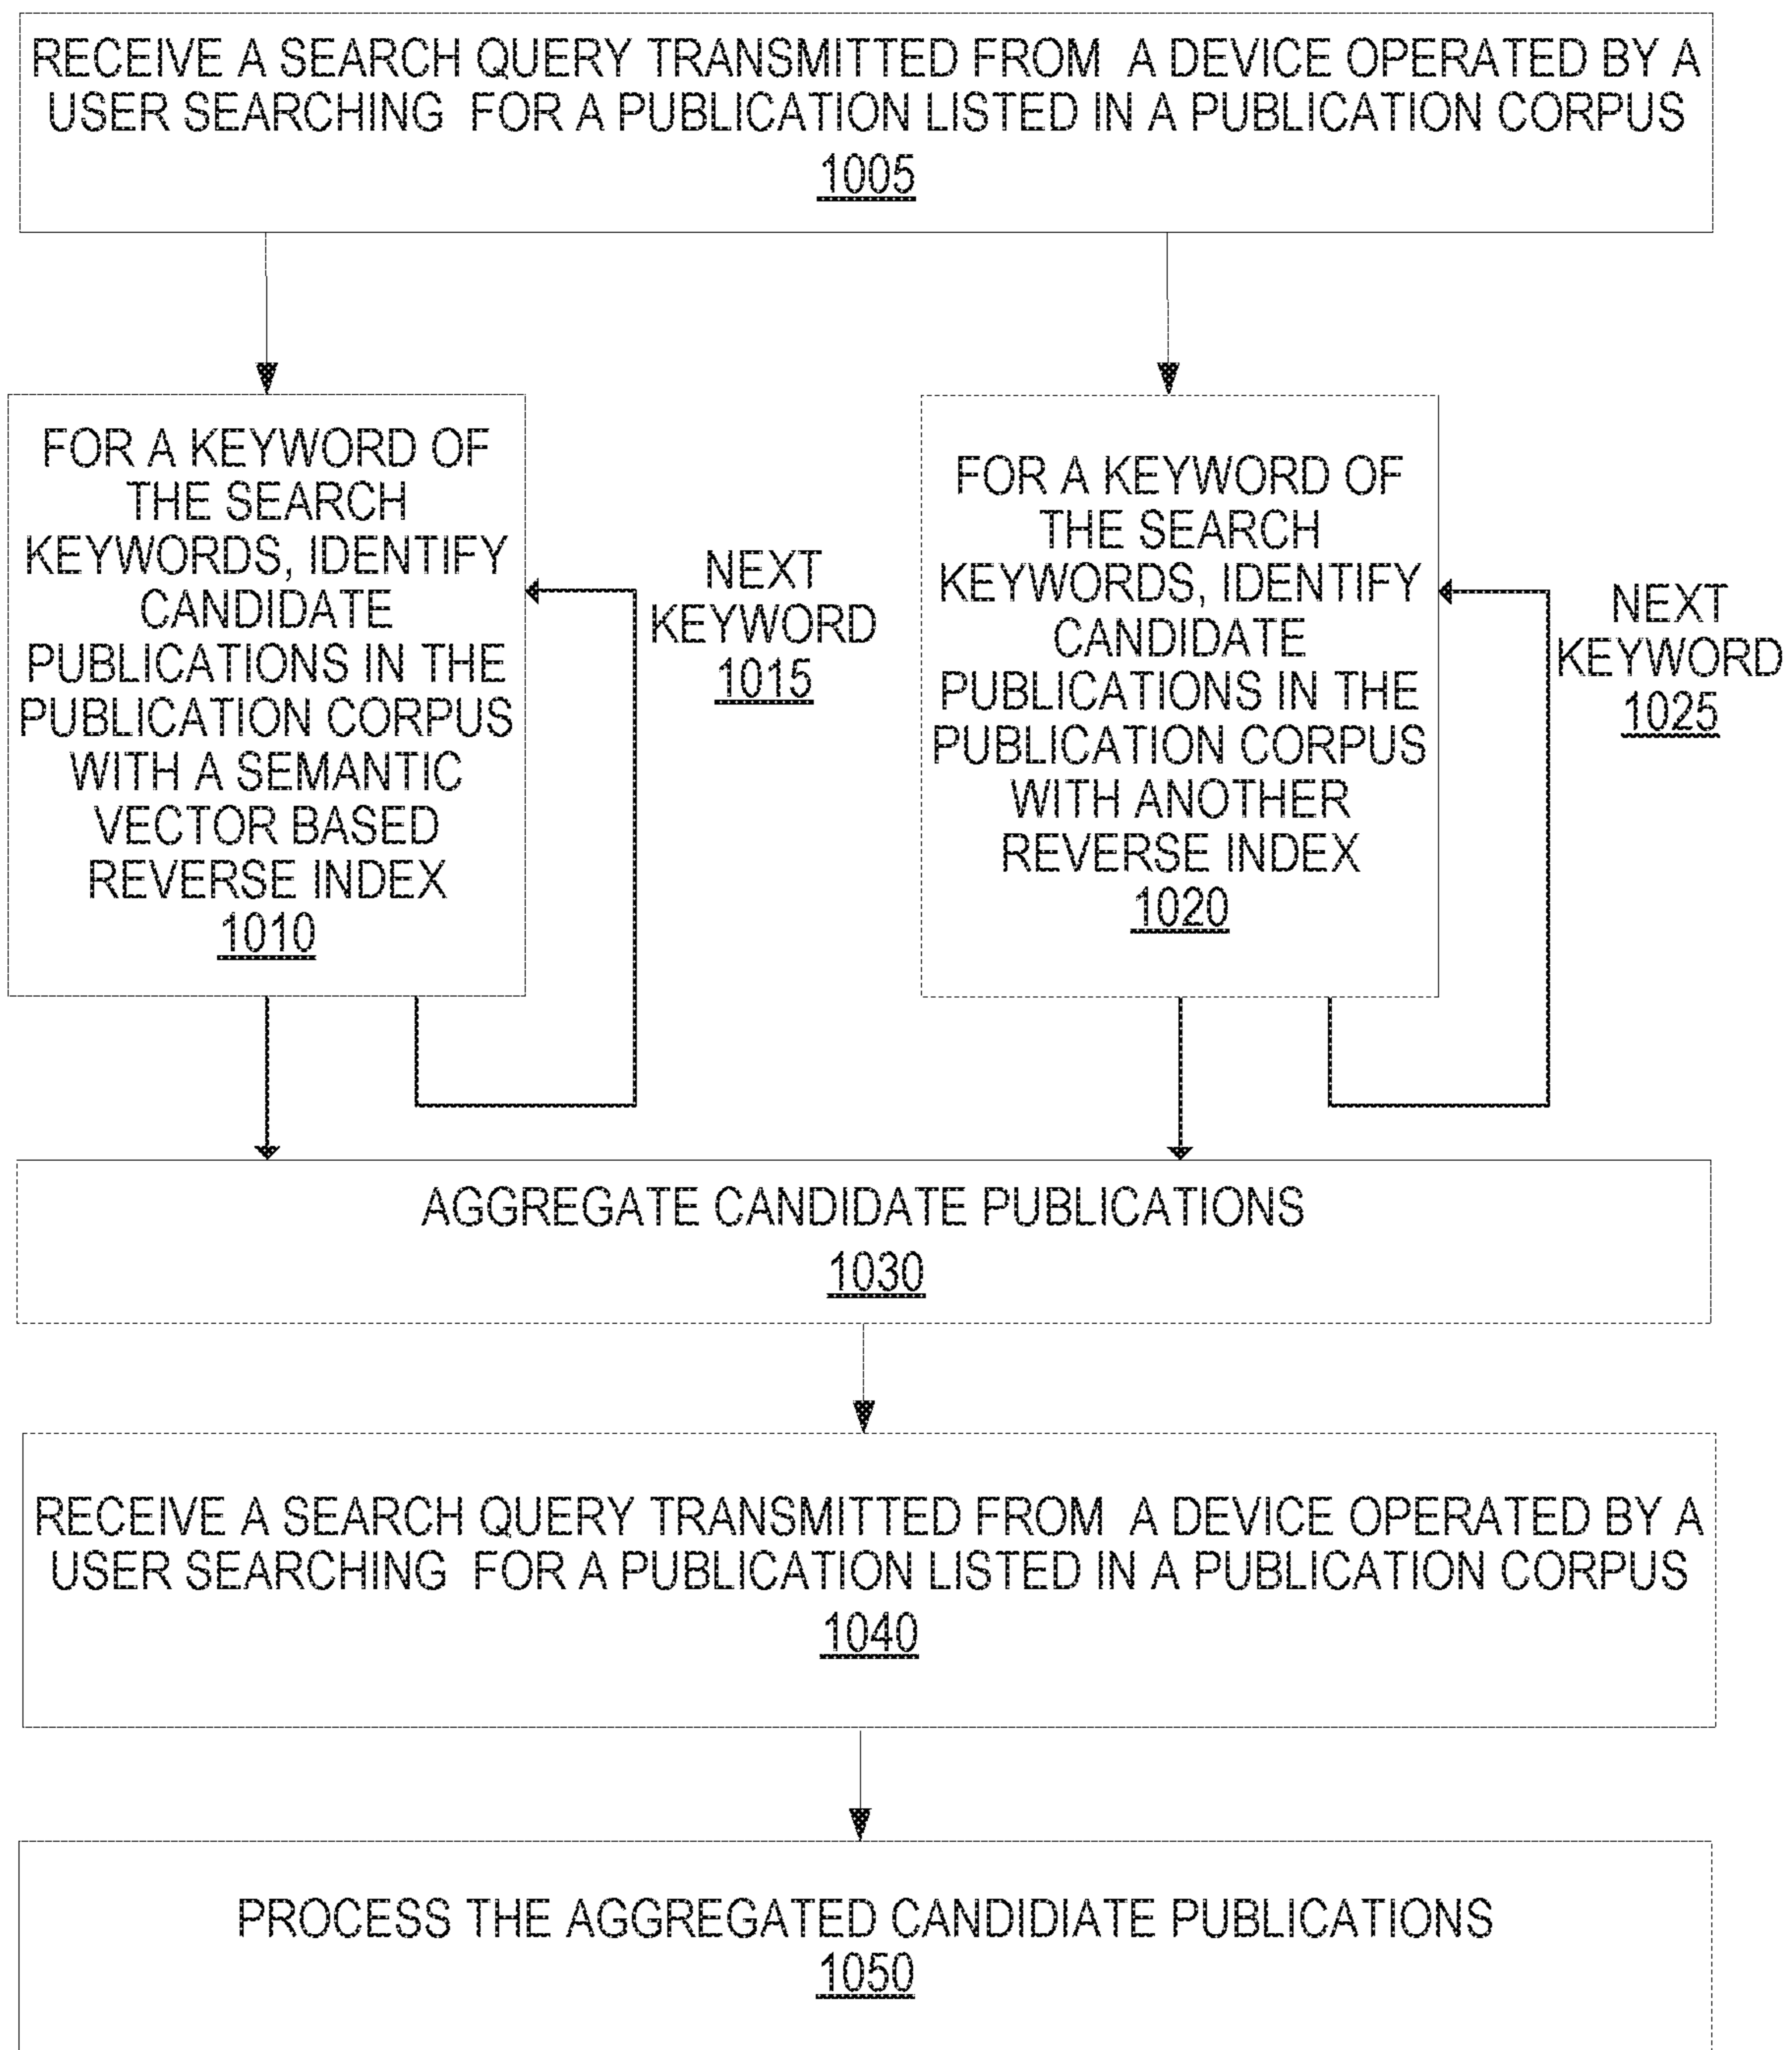 RECEIVE A SEARCH QUERY TRANSMITTED FROM A DEVICE OPERATED BY A
USER SEARCHING FOR A PUBLICATION LISTED IN A PUBLICATION CORPUS
1005
FOR A KEYWORD OF
THE SEARCH
KEYWORDS, IDENTIFY
CANDIDATE
PUBLICATIONS IN THE
PUBLICATION CORPUS
WITH A SEMANTIC
VECTOR BASED
REVERSE INDEX
1010
NEXT
KEYWORD
1015
FOR A KEYWORD OF
THE SEARCH
KEYWORDS, IDENTIFY
CANDIDATE
PUBLICATIONS IN THE
PUBLICATION CORPUS
WITH ANOTHER
REVERSE INDEX
1020
NEXT
KEYWORD
1025
AGGREGATE CANDIDATE PUBLICATIONS
1030
RECEIVE A SEARCH QUERY TRANSMITTED FROM A DEVICE OPERATED BY A
USER SEARCHING FOR A PUBLICATION LISTED IN A PUBLICATION CORPUS
1040
PROCESS THE AGGREGATED CANDIDIATE PUBLICATIONS
1050